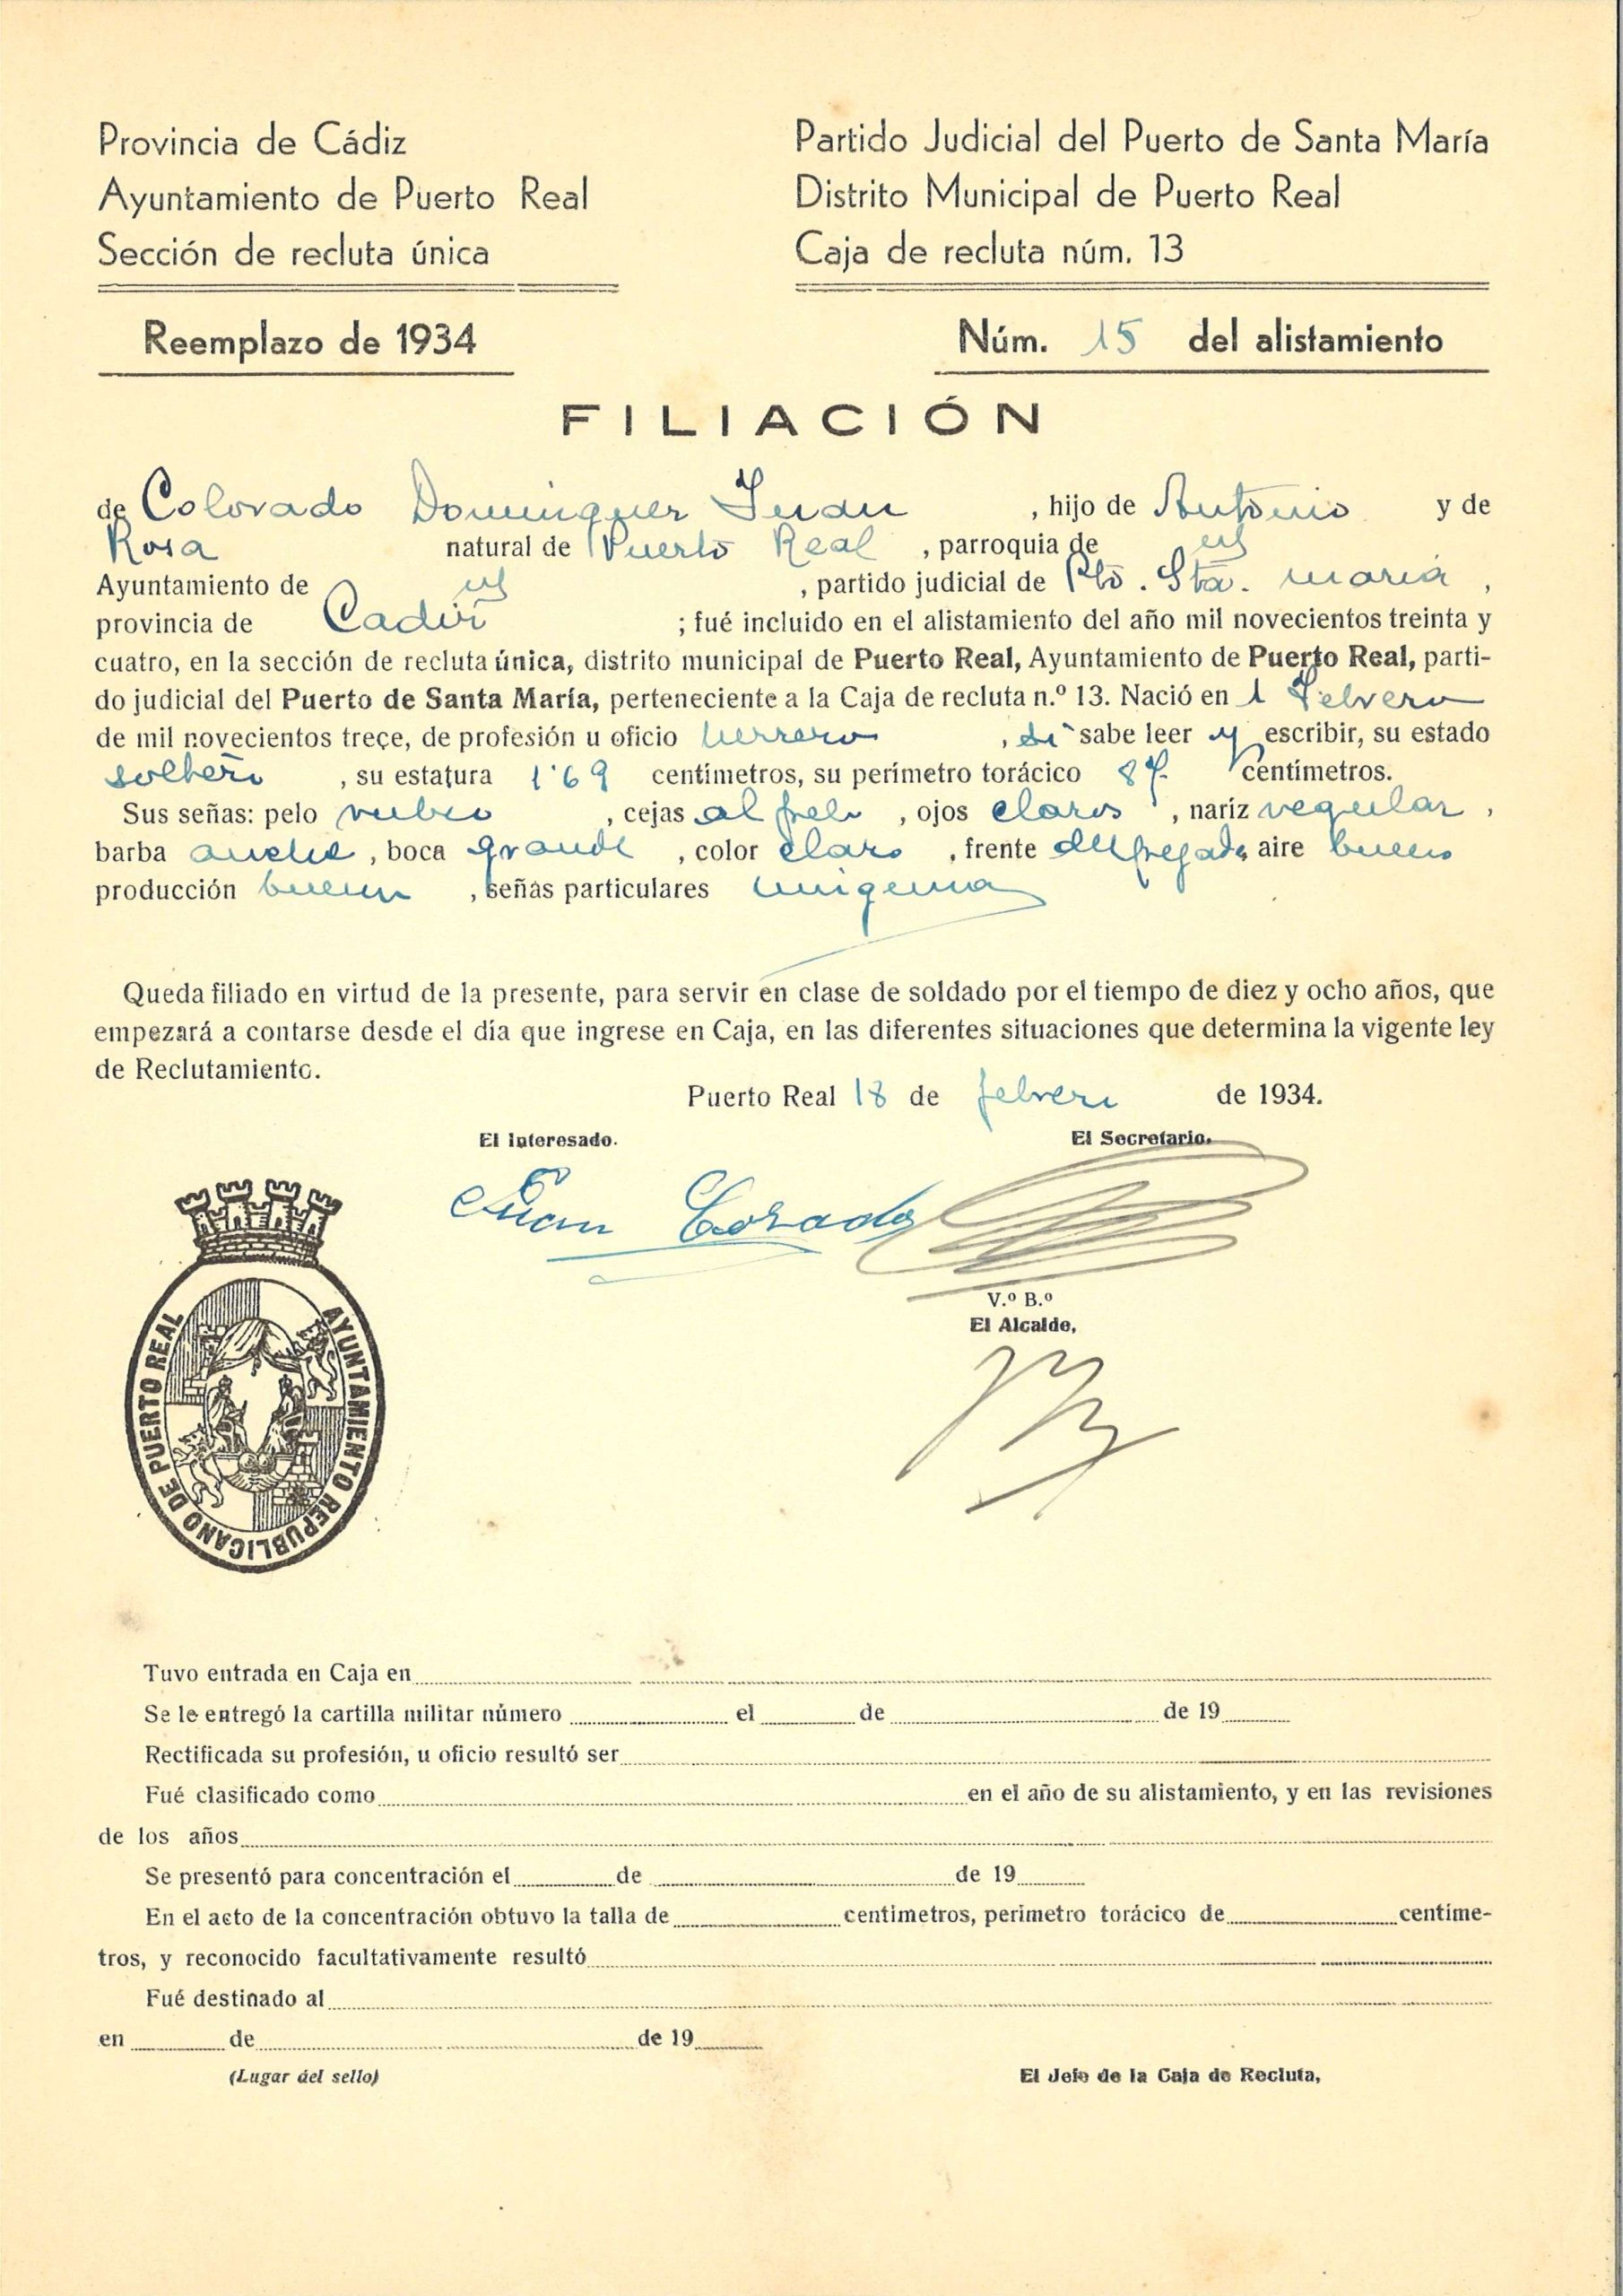 Provincia de Cádiz
Ayuntamiento de Puerto Real
Sección de recluta única
Partido Judicial del Puerto de Santa María
Distrito Municipal de Puerto Real
Caja de recluta núm. 13
Reemplazo de 1934
Núm. 15 del alistamiento
FILIACIÓN
de Colorado Dominguez Juan , hijo de Antonio y de
Rosa natural de Puerto Real , parroquia de
Ayuntamiento de , partido judicial de Pto. Sta. maria ,
provincia de Cadiz ; fué incluido en el alistamiento del año mil novecientos treinta y
cuatro, en la sección de recluta única, distrito municipal de Puerto Real, Ayuntamiento de Puerto Real, parti-
do judicial del Puerto de Santa María, perteneciente a la Caja de recluta n.º 13. Nació en 1 Febrero
de mil novecientos trece, de profesión u oficio herrero , si sabe leer y escribir, su estado
soltero , su estatura 1'69 centímetros, su perímetro torácico 87 centímetros.
Sus señas: pelo rubio , cejas al pelo , ojos claros , nariz regular ,
barba anche , boca grande , color claro , frente despejada aire bueno
producción buena , señas particulares ninguna
Queda filiado en virtud de la presente, para servir en clase de soldado por el tiempo de diez y ocho años, que
empezará a contarse desde el día que ingrese en Caja, en las diferentes situaciones que determina la vigente ley
de Reclutamiento.
Puerto Real 18 de febrero de 1934.
El Interesado.
El Secretario.
Juan Corado
V.º B.º
El Alcalde,
AYUNTAMIENTO REPUBLICANO DE PUERTO REAL
Tuvo entrada en Caja en
Se le entregó la cartilla militar número el de de 19
Rectificada su profesión, u oficio resultó ser
Fué clasificado como en el año de su alistamiento, y en las revisiones
de los años
Se presentó para concentración el de de 19
En el acto de la concentración obtuvo la talla de centímetros, perímetro torácico de centíme-
tros, y reconocido facultativamente resultó
Fué destinado al
en de de 19
(Lugar del sello)
El Jefe de la Caja de Recluta,